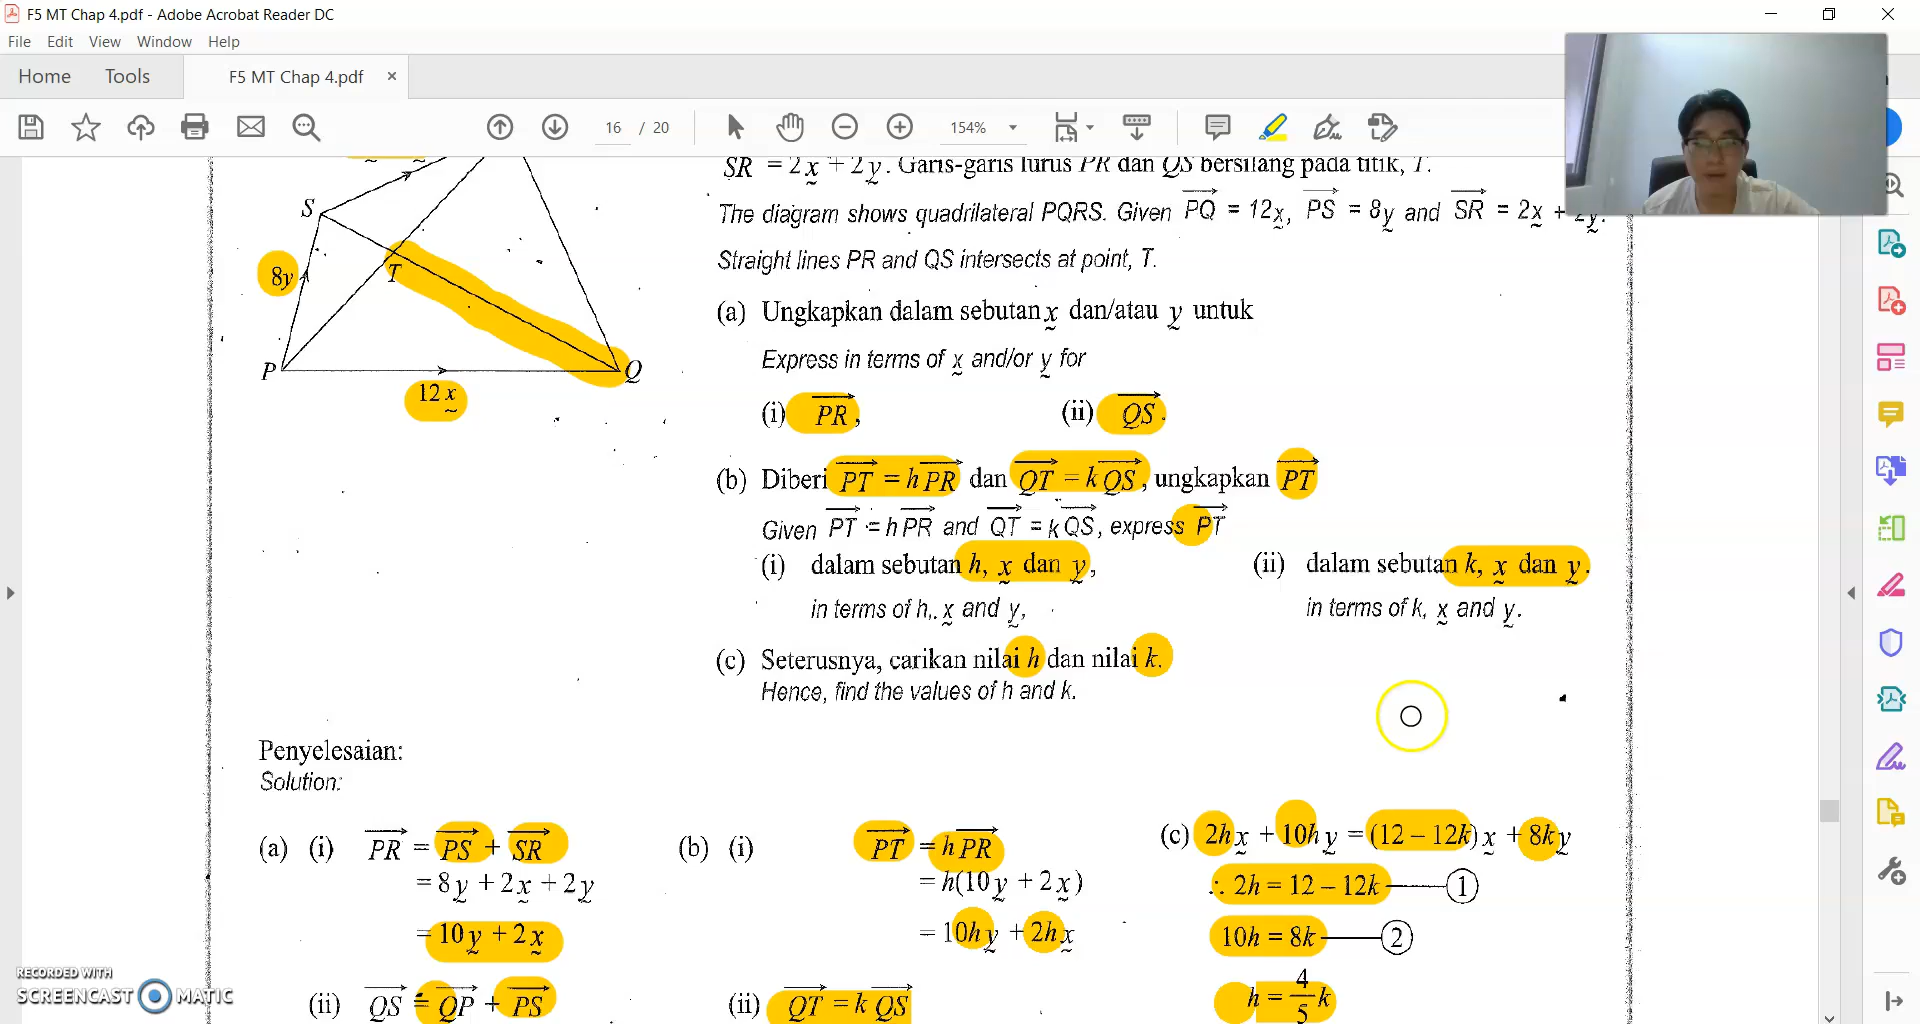 F5 MT Chap 4.pdf - Adobe Acrobat Reader DC
File Edit View Window Help
Home Tools F5 MT Chap 4.pdf ×
16 / 20 154%
SR = 2x + 2y. Garis-garis lurus PR dan QS bersilang pada titik, T.
The diagram shows quadrilateral PQRS. Given PQ = 12x, PS = 8y and SR = 2x + 2y.
Straight lines PR and QS intersects at point, T.
S
T
8y
P
Q
12x
(a) Ungkapkan dalam sebutan x dan/atau y untuk
Express in terms of x and/or y for
(i) PR, (ii) QS.
(b) Diberi PT = h PR dan QT = k QS, ungkapkan PT
Given PT = h PR and QT = k QS, express PT
(i) dalam sebutan h, x dan y, (ii) dalam sebutan k, x dan y.
in terms of h, x and y, in terms of k, x and y.
(c) Seterusnya, carikan nilai h dan nilai k.
Hence, find the values of h and k.
Penyelesaian:
Solution:
(a) (i) PR = PS + SR
= 8y + 2x + 2y
= 10y + 2x
(ii) QS = QP + PS
(b) (i) PT = h PR
= h(10y + 2x)
= 10hy + 2hx
(ii) QT = k QS
(c) 2hx + 10hy = (12 – 12k)x + 8ky
∴ 2h = 12 – 12k ——— ①
10h = 8k ——— ②
h = 4/5 k
RECORDED WITH
SCREENCAST MATIC